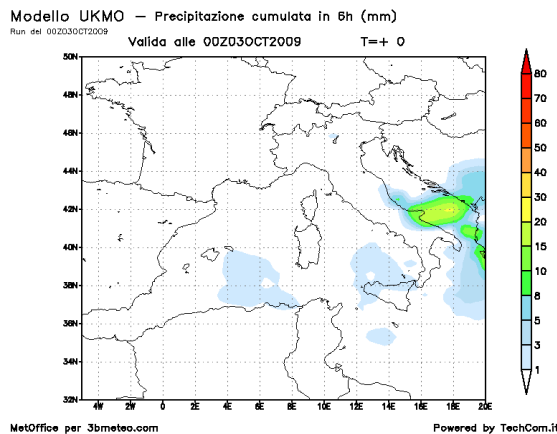 Modello UKMO — Precipitazione cumulata in 6h (mm)
Run del 00Z03OCT2009
Valida alle 00Z03OCT2009 T=+ 0
50N
48N
46N
44N
42N
40N
38N
36N
34N
32N
4W 2W 0 2E 4E 6E 8E 10E 12E 14E 16E 18E 20E
80
70
60
50
40
30
20
15
10
8
5
3
1
MetOffice per 3bmeteo.com
Powered by TechCom.it